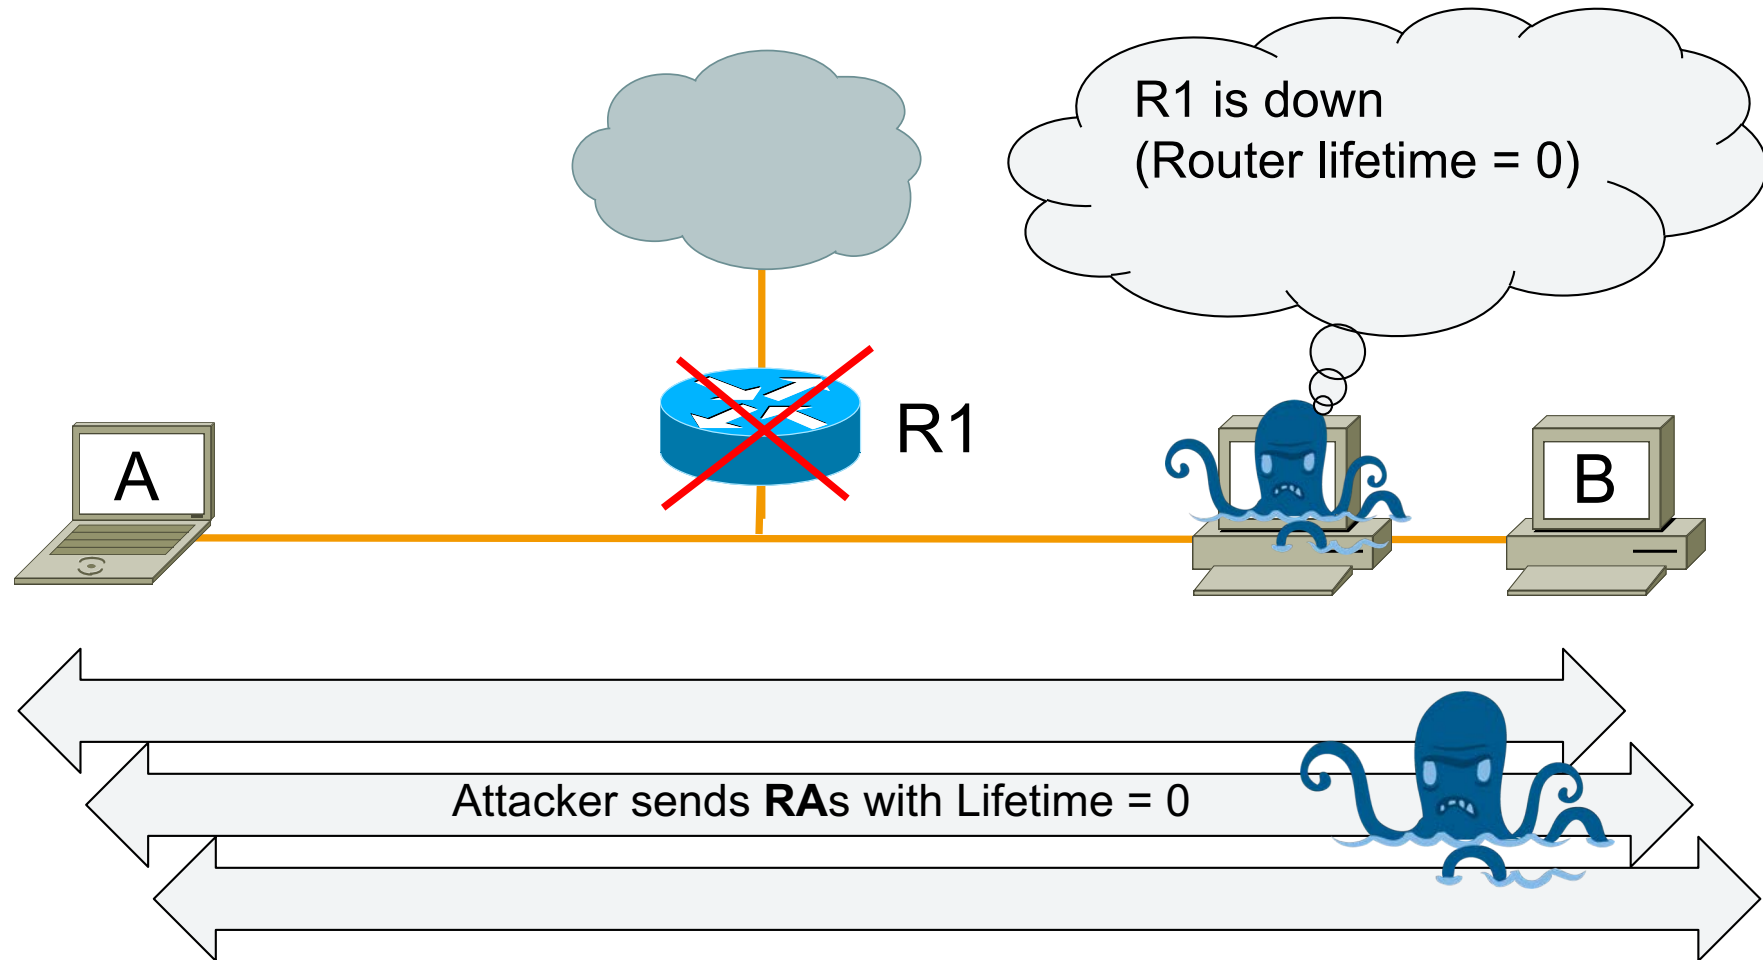 R1 is down
(Router lifetime = 0)
R1
A
B
Attacker sends RAs with Lifetime = 0